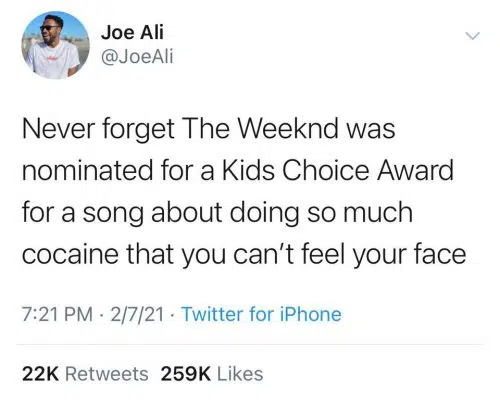 Joe Ali
@JoeAli
Never forget The Weeknd was
nominated for a Kids Choice Award
for a song about doing so much
cocaine that you can’t feel your face
7:21 PM · 2/7/21 · Twitter for iPhone
22K Retweets 259K Likes